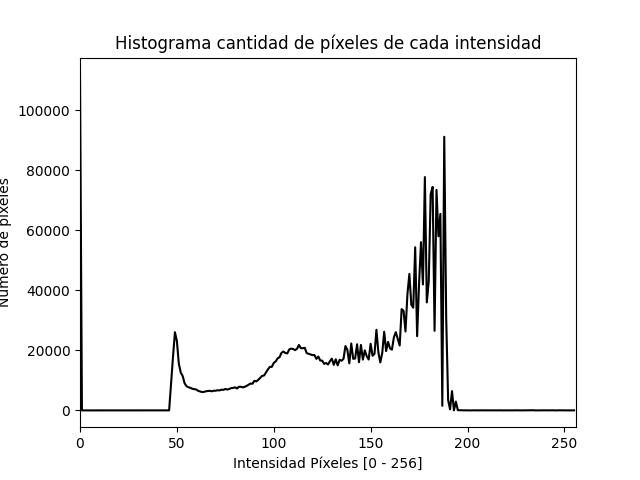 Histograma cantidad de píxeles de cada intensidad
Número de píxeles
100000
80000
60000
40000
20000
0
0 50 100 150 200 250
Intensidad Píxeles [0 - 256]